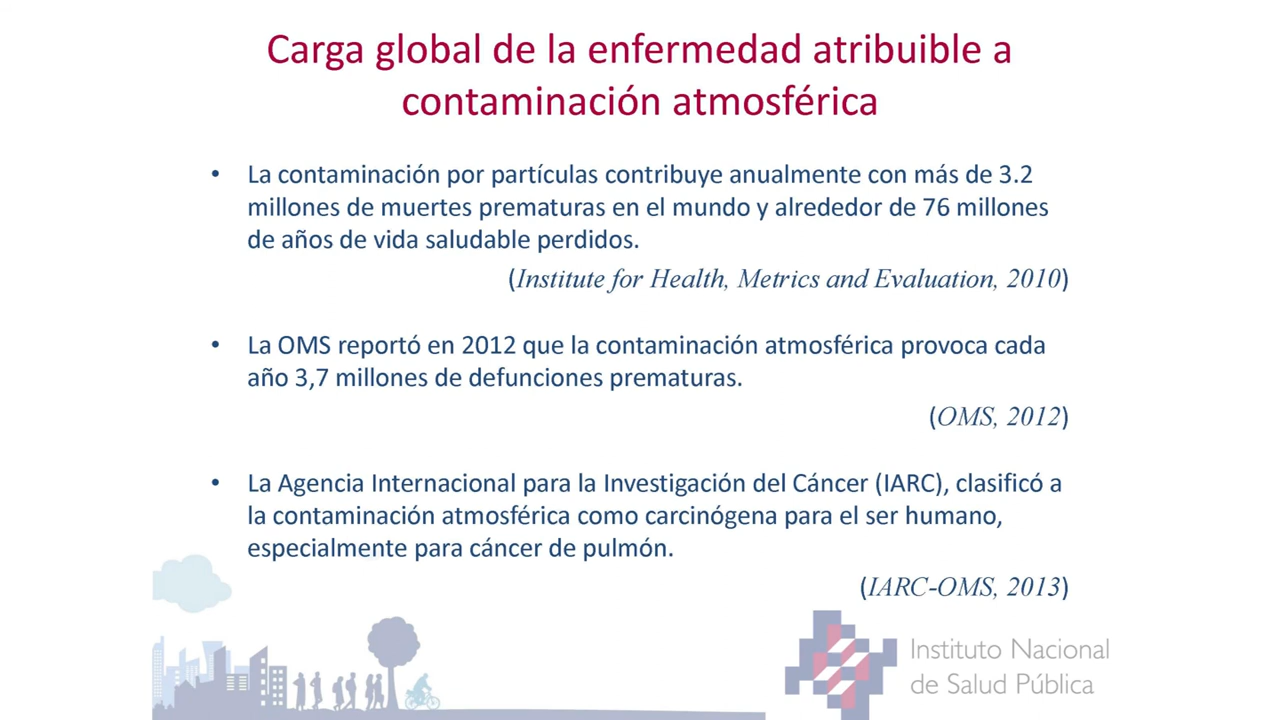 Carga global de la enfermedad atribuible a
contaminación atmosférica
• La contaminación por partículas contribuye anualmente con más de 3.2
millones de muertes prematuras en el mundo y alrededor de 76 millones
de años de vida saludable perdidos.
(Institute for Health, Metrics and Evaluation, 2010)
• La OMS reportó en 2012 que la contaminación atmosférica provoca cada
año 3,7 millones de defunciones prematuras.
(OMS, 2012)
• La Agencia Internacional para la Investigación del Cáncer (IARC), clasificó a
la contaminación atmosférica como carcinógena para el ser humano,
especialmente para cáncer de pulmón.
(IARC-OMS, 2013)
Instituto Nacional
de Salud Pública